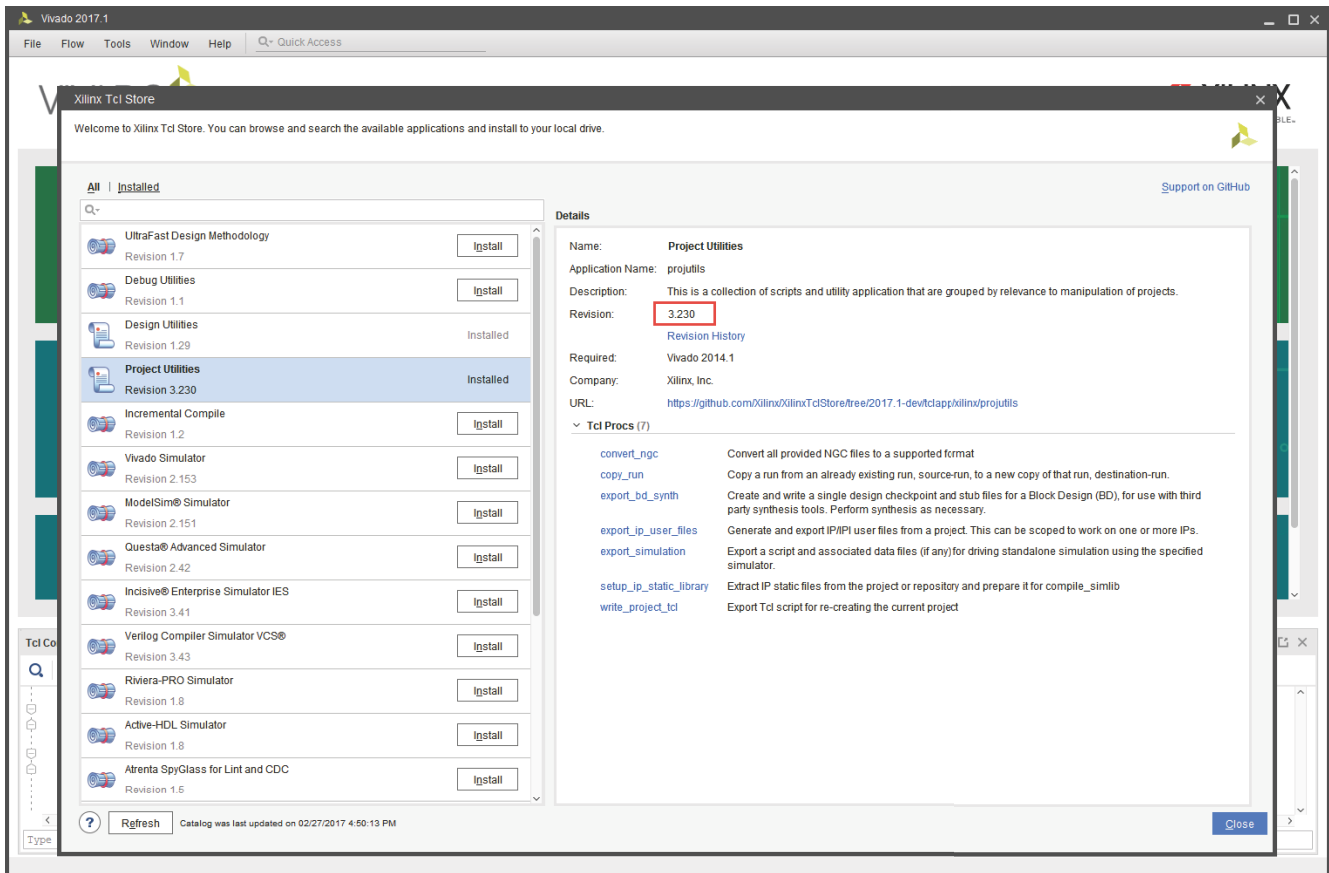 Vivado 2017.1
File Flow Tools Window Help Quick Access
XILINX
Xilinx Tcl Store
Welcome to Xilinx Tcl Store. You can browse and search the available applications and install to your local drive.
All | Installed
Support on GitHub
UltraFast Design Methodology
Revision 1.7
Install
Debug Utilities
Revision 1.1
Install
Design Utilities
Revision 1.29
Installed
Project Utilities
Revision 3.230
Installed
Incremental Compile
Revision 1.2
Install
Vivado Simulator
Revision 2.153
Install
ModelSim® Simulator
Revision 2.151
Install
Questa® Advanced Simulator
Revision 2.42
Install
Incisive® Enterprise Simulator IES
Revision 3.41
Install
Verilog Compiler Simulator VCS®
Revision 3.43
Install
Riviera-PRO Simulator
Revision 1.8
Install
Active-HDL Simulator
Revision 1.8
Install
Atrenta SpyGlass for Lint and CDC
Revision 1.5
Install
Details
Name: Project Utilities
Application Name: projutils
Description: This is a collection of scripts and utility application that are grouped by relevance to manipulation of projects.
Revision: 3.230
Revision History
Required: Vivado 2014.1
Company: Xilinx, Inc.
URL: https://github.com/Xilinx/XilinxTclStore/tree/2017.1-dev/tclapp/xilinx/projutils
Tcl Procs (7)
convert_ngc Convert all provided NGC files to a supported format
copy_run Copy a run from an already existing run, source-run, to a new copy of that run, destination-run.
export_bd_synth Create and write a single design checkpoint and stub files for a Block Design (BD), for use with third
party synthesis tools. Perform synthesis as necessary.
export_ip_user_files Generate and export IP/IPI user files from a project. This can be scoped to work on one or more IPs.
export_simulation Export a script and associated data files (if any) for driving standalone simulation using the specified
simulator.
setup_ip_static_library Extract IP static files from the project or repository and prepare it for compile_simlib
write_project_tcl Export Tcl script for re-creating the current project
Tcl Co
? Refresh Catalog was last updated on 02/27/2017 4:50:13 PM
Close
Type